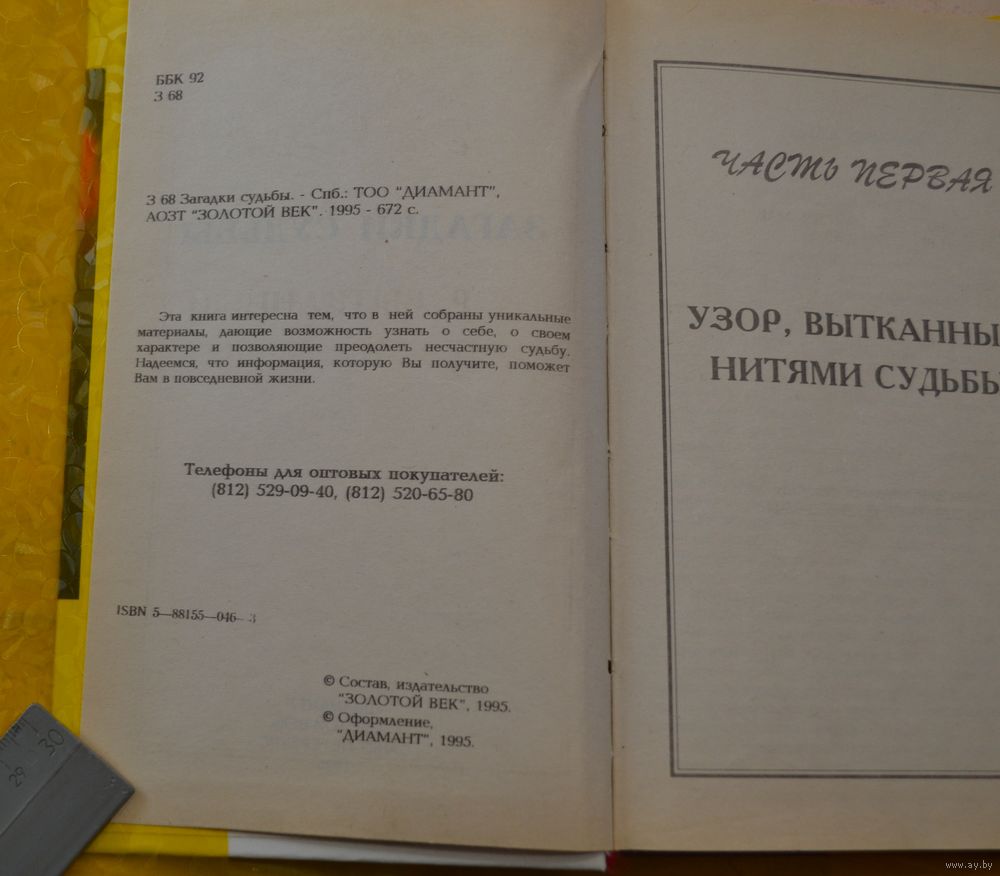 ББК 92
З 68
З 68 Загадки судьбы. - Спб.: ТОО "ДИАМАНТ",
АОЗТ "ЗОЛОТОЙ ВЕК". 1995 - 672 с.
Эта книга интересна тем, что в ней собраны уникальные
материалы, дающие возможность узнать о себе, о своем
характере и позволяющие преодолеть несчастную судьбу.
Надеемся, что информация, которую Вы получите, поможет
Вам в повседневной жизни.
Телефоны для оптовых покупателей:
(812) 529-09-40, (812) 520-65-80
ISBN 5—88155—046—3
© Состав, издательство
"ЗОЛОТОЙ ВЕК", 1995.
© Оформление,
"ДИАМАНТ", 1995.
ЧАСТЬ ПЕРВАЯ
УЗОР, ВЫТКАННЫ
НИТЯМИ СУДЬБЫ
29 30
www.ay.by